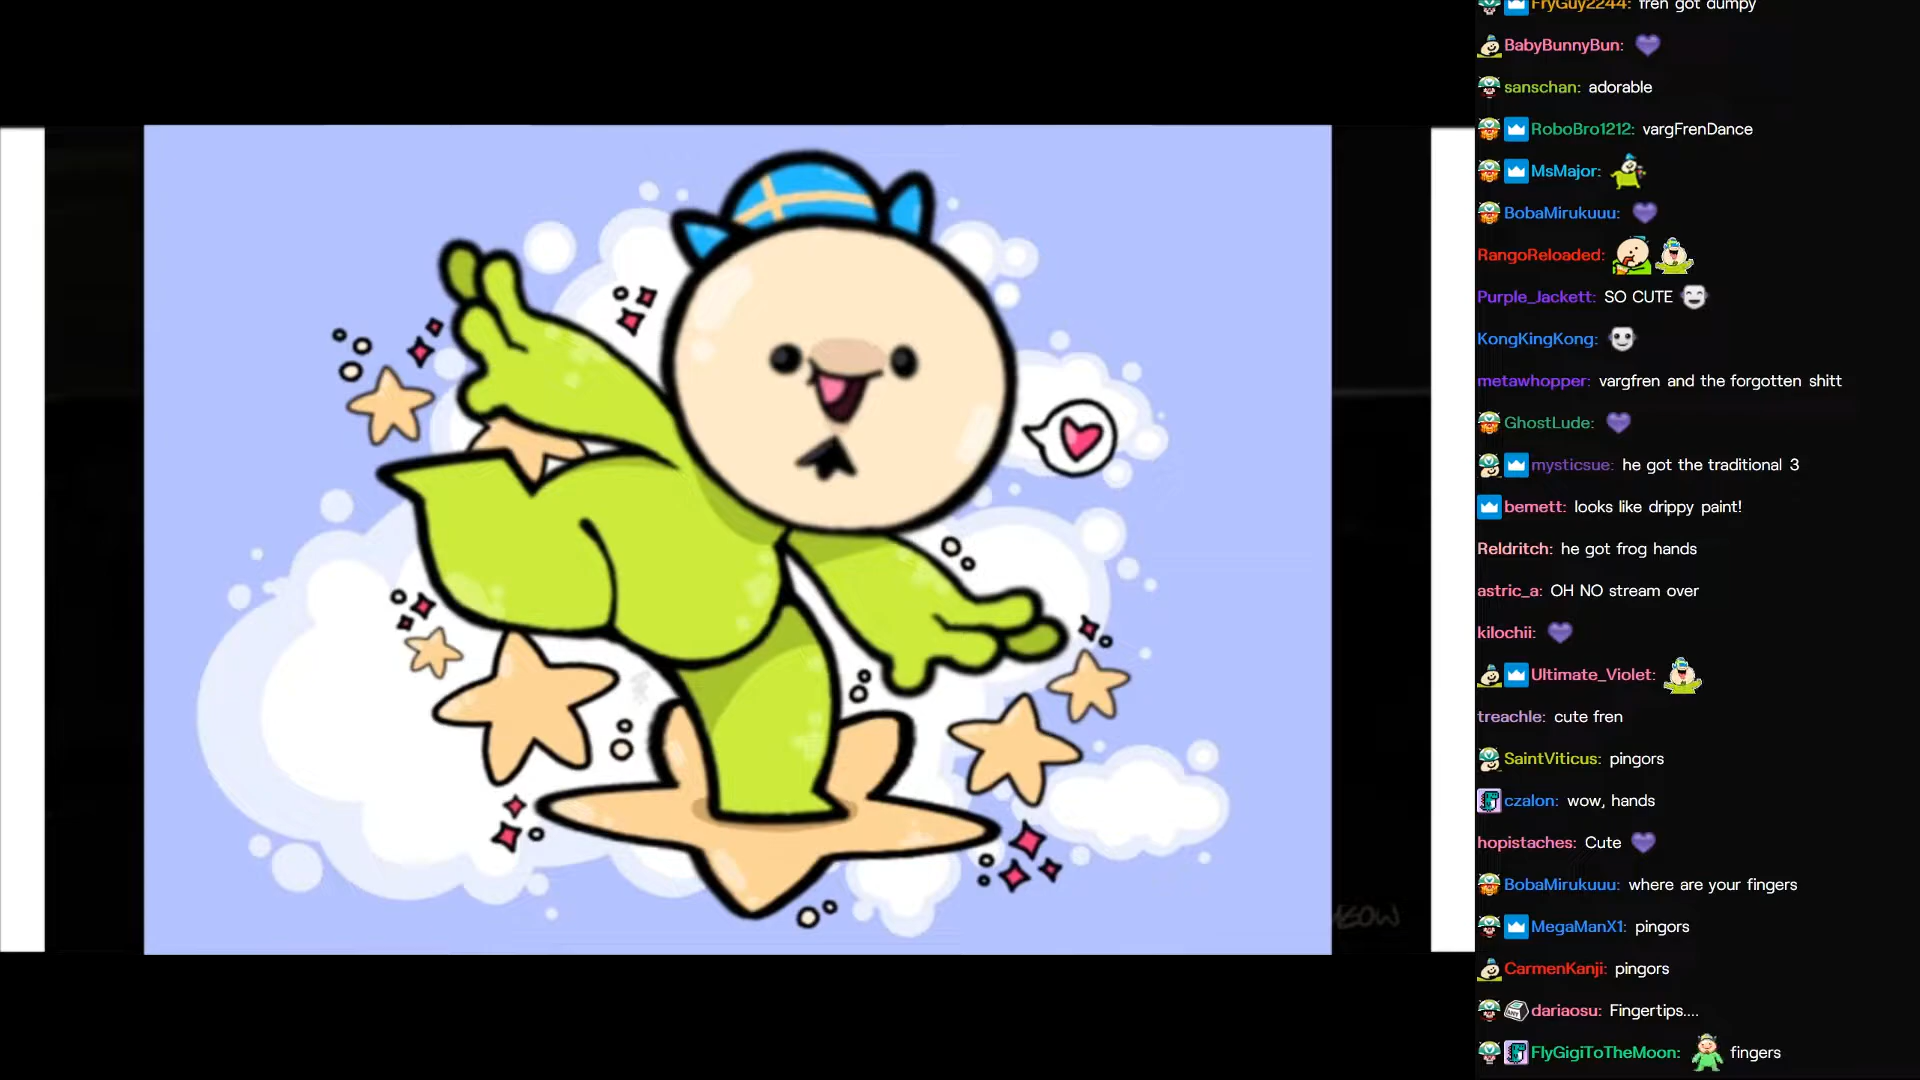 FryGuy2244: fren got dumpy
BabyBunnyBun:
sanschan: adorable
RoboBro1212: vargFrenDance
MsMajor:
BobaMirukuuu:
RangoReloaded:
Purple_Jackett: SO CUTE
KongKingKong:
metawhopper: vargfren and the forgotten shitt
GhostLude:
mysticsue: he got the traditional 3
bemett: looks like drippy paint!
Reldritch: he got frog hands
astric_a: OH NO stream over
kilochii:
Ultimate_Violet:
treachle: cute fren
SaintViticus: pingors
czalon: wow, hands
hopistaches: Cute
BobaMirukuuu: where are your fingers
MegaManX1: pingors
CarmenKanji: pingors
dariaosu: Fingertips....
FlyGigiToTheMoon: fingers